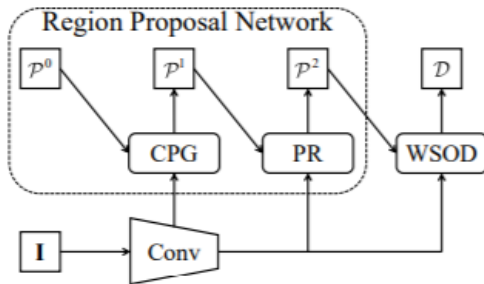 Region Proposal Network
𝒫⁰ 𝒫¹ 𝒫² 𝒟
CPG PR WSOD
I Conv